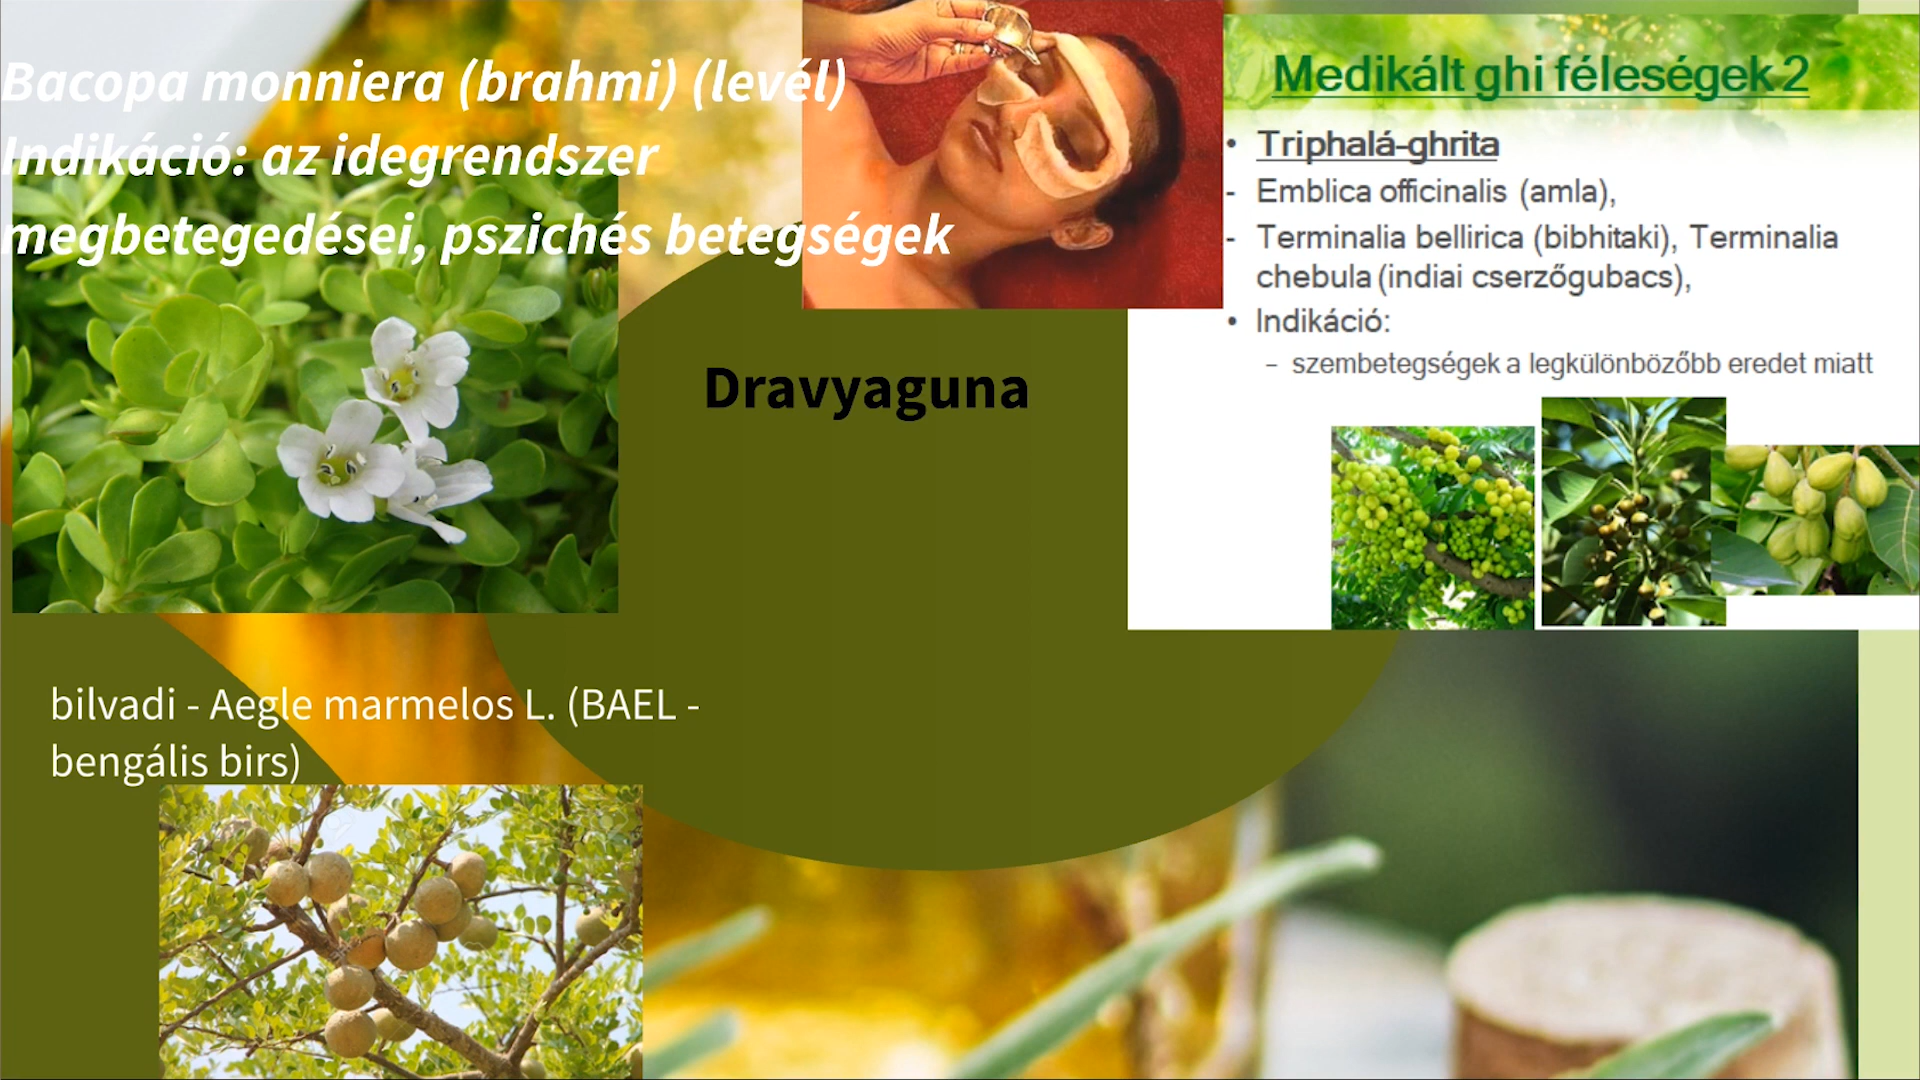 Bacopa monniera (brahmi) (levél)
Indikáció: az idegrendszer
megbetegedései, pszichés betegségek
Dravyaguna
Medikált ghi féleségek 2
• Triphalá-ghrita
- Emblica officinalis (amla),
- Terminalia bellirica (bibhitaki), Terminalia
chebula (indiai cserzőgubacs),
• Indikáció:
– szembetegségek a legkülönbözőbb eredet miatt
bilvadi - Aegle marmelos L. (BAEL -
bengális birs)